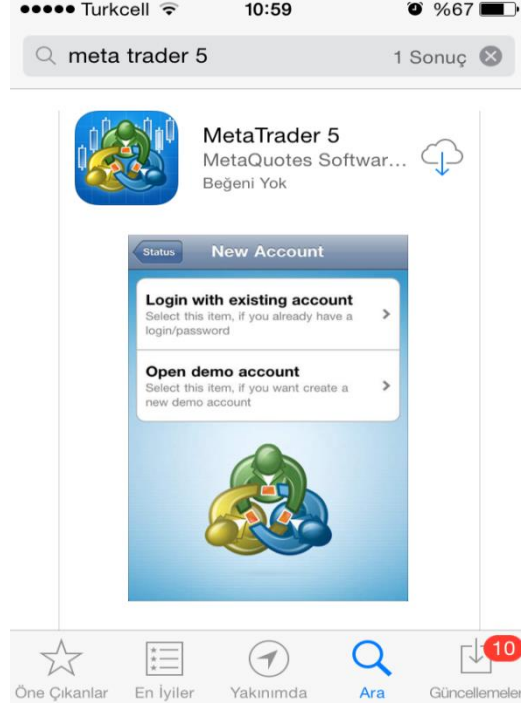 Turkcell 10:59 %67
meta trader 5 1 Sonuç
MetaTrader 5
MetaQuotes Softwar...
Beğeni Yok
Status New Account
Login with existing account
Select this item, if you already have a
login/password
Open demo account
Select this item, if you want create a
new demo account
10
Öne Çıkanlar En İyiler Yakınımda Ara Güncellemeler